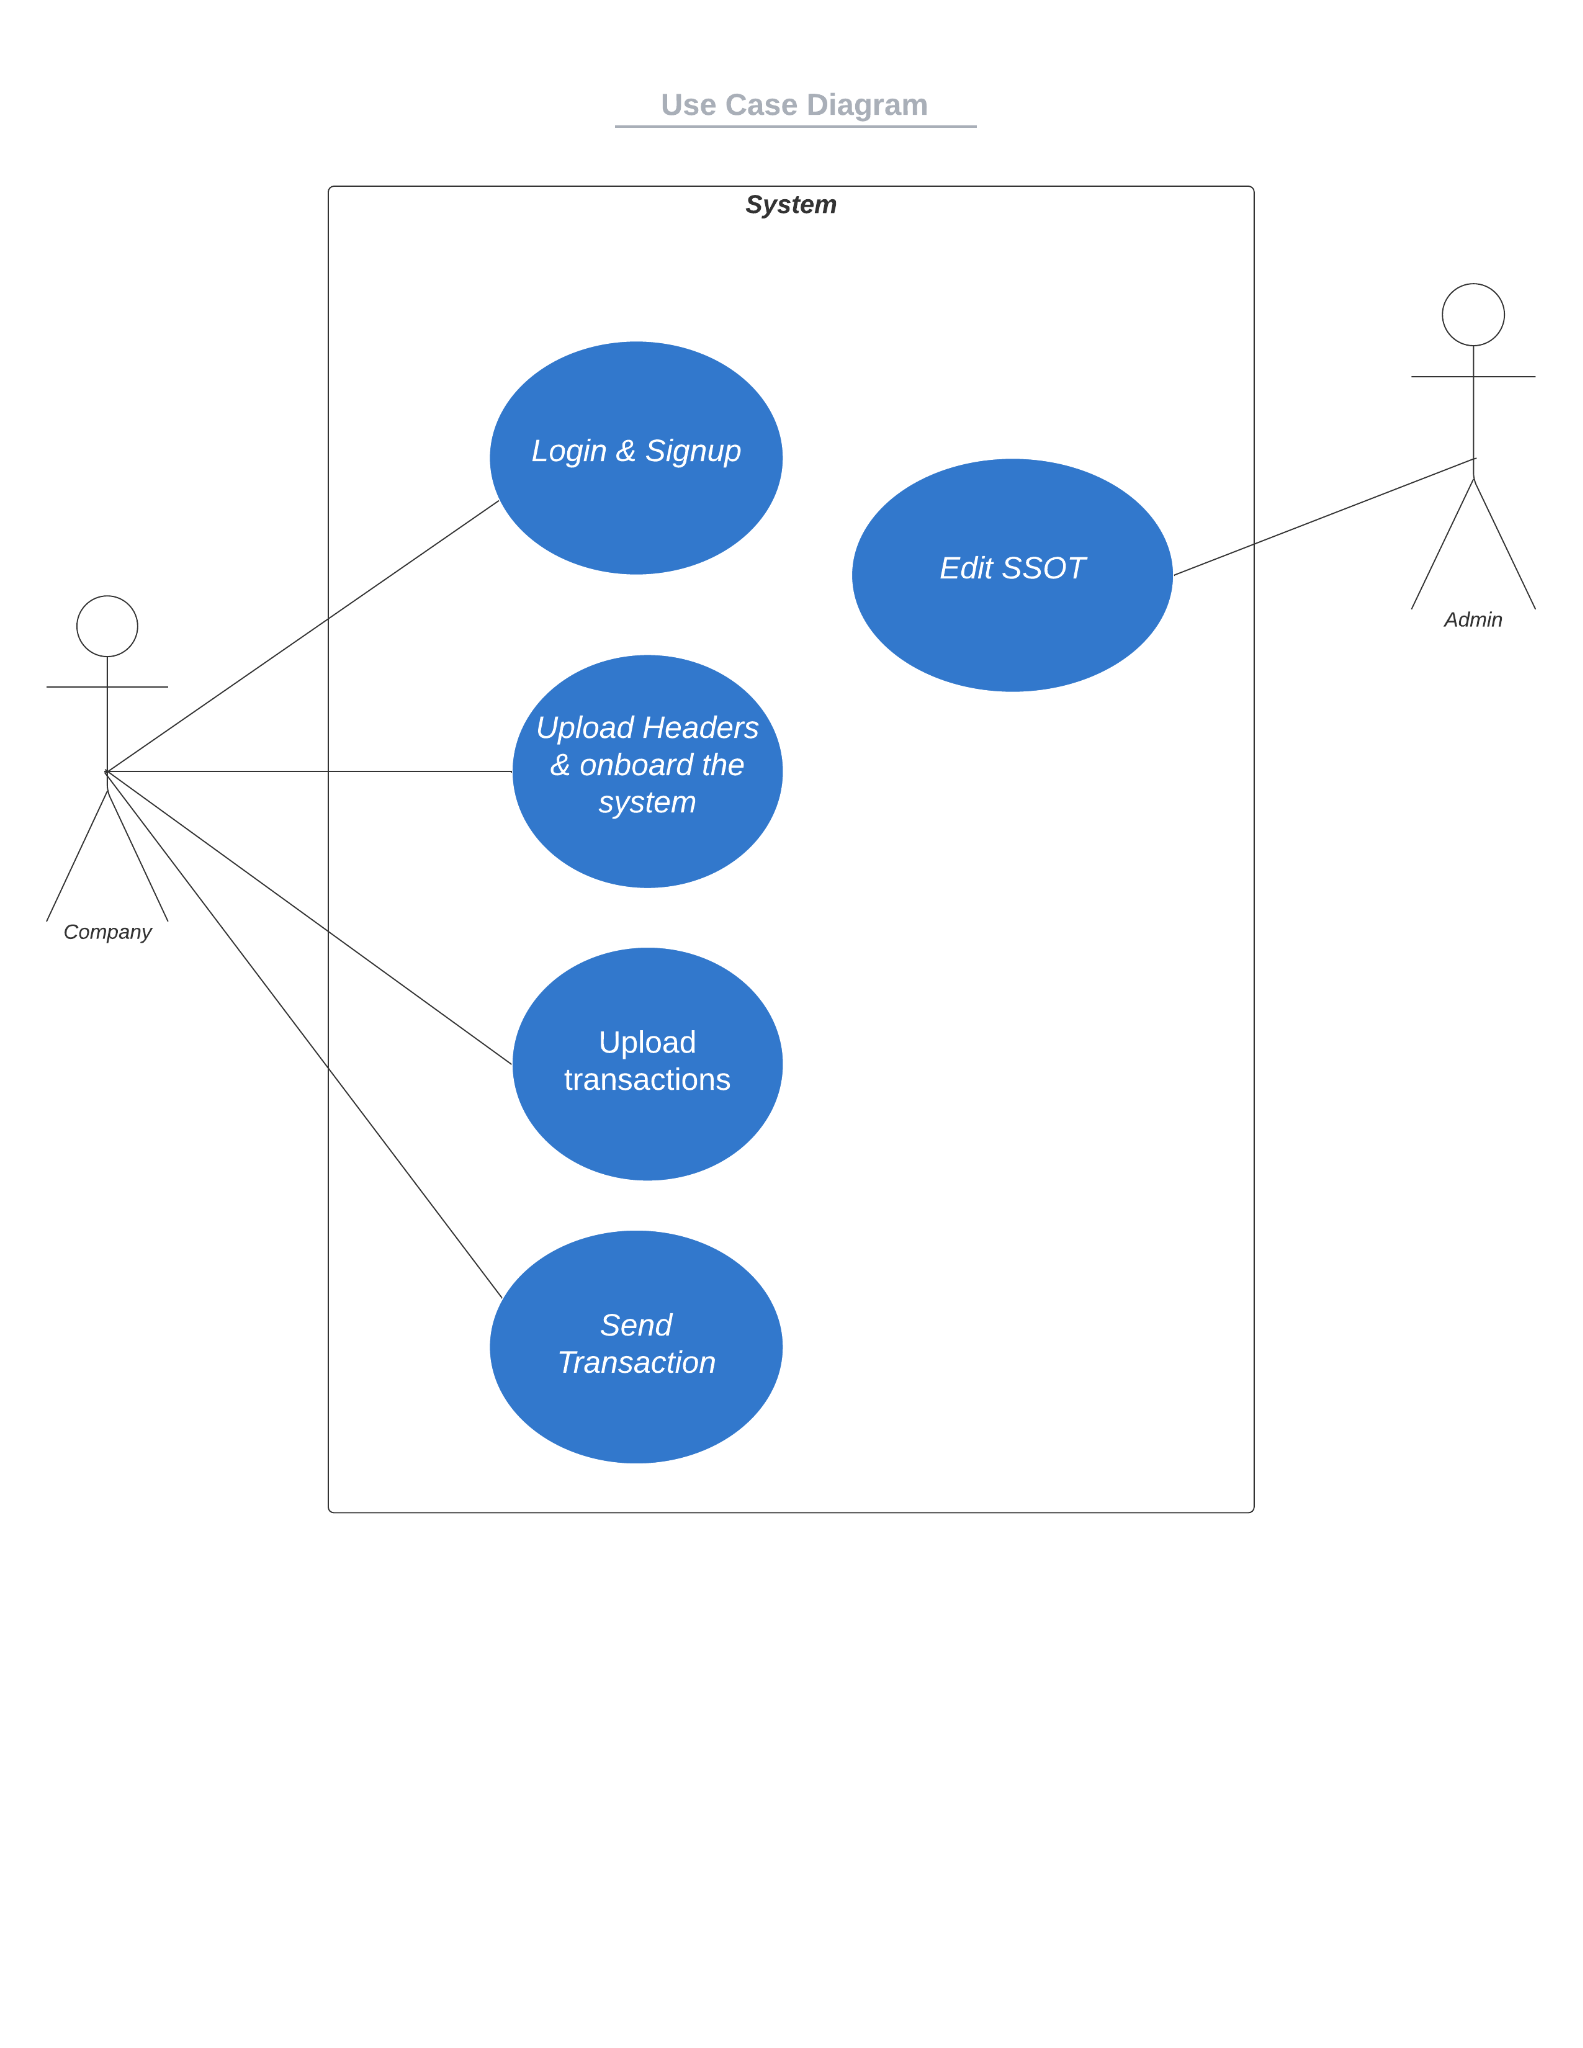 Use Case Diagram
System
Login & Signup
Edit SSOT
Admin
Upload Headers
& onboard the
system
Company
Upload
transactions
Send
Transaction